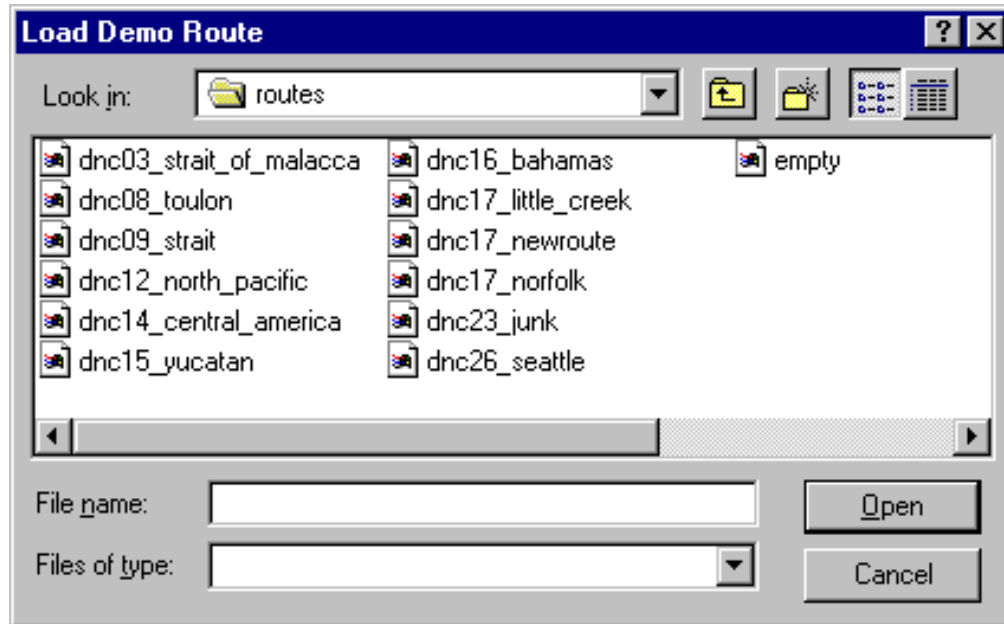 Load Demo Route
Look in: routes
dnc03_strait_of_malacca
dnc08_toulon
dnc09_strait
dnc12_north_pacific
dnc14_central_america
dnc15_yucatan
dnc16_bahamas
dnc17_little_creek
dnc17_newroute
dnc17_norfolk
dnc23_junk
dnc26_seattle
empty
File name:
Open
Files of type:
Cancel